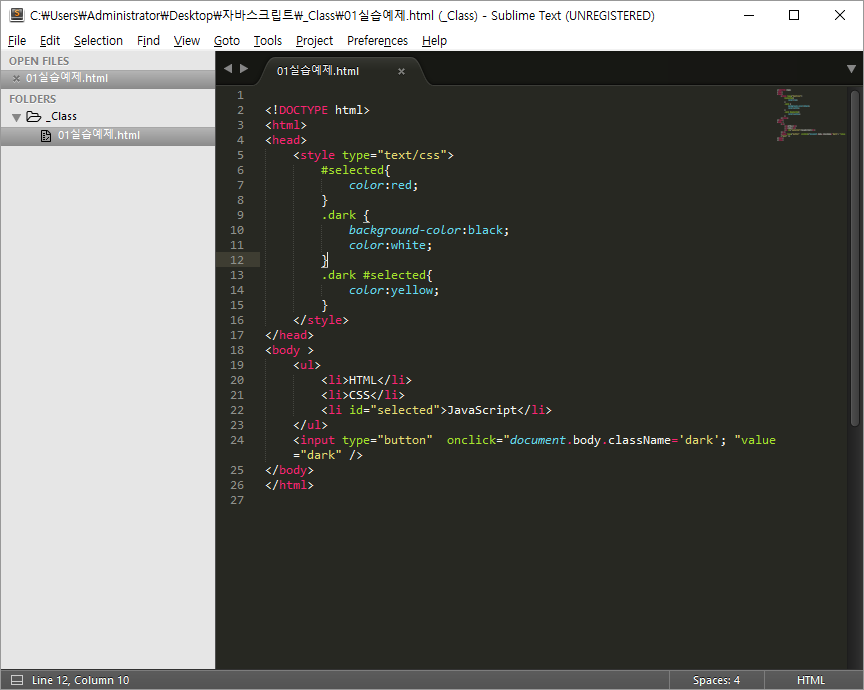 C:₩Users₩Administrator₩Desktop₩자바스크립트₩_Class₩01실습예제.html (_Class) - Sublime Text (UNREGISTERED)
File Edit Selection Find View Goto Tools Project Preferences Help
OPEN FILES
× 01실습예제.html
FOLDERS
_Class
01실습예제.html
01실습예제.html ×
1
2 <!DOCTYPE html>
3 <html>
4 <head>
5     <style type="text/css">
6         #selected{
7             color:red;
8         }
9         .dark {
10             background-color:black;
11             color:white;
12         }
13         .dark #selected{
14             color:yellow;
15         }
16     </style>
17 </head>
18 <body >
19     <ul>
20         <li>HTML</li>
21         <li>CSS</li>
22         <li id="selected">JavaScript</li>
23     </ul>
24     <input type="button"  onclick="document.body.className='dark'; "value
="dark" />
25 </body>
26 </html>
27
Line 12, Column 10 Spaces: 4 HTML